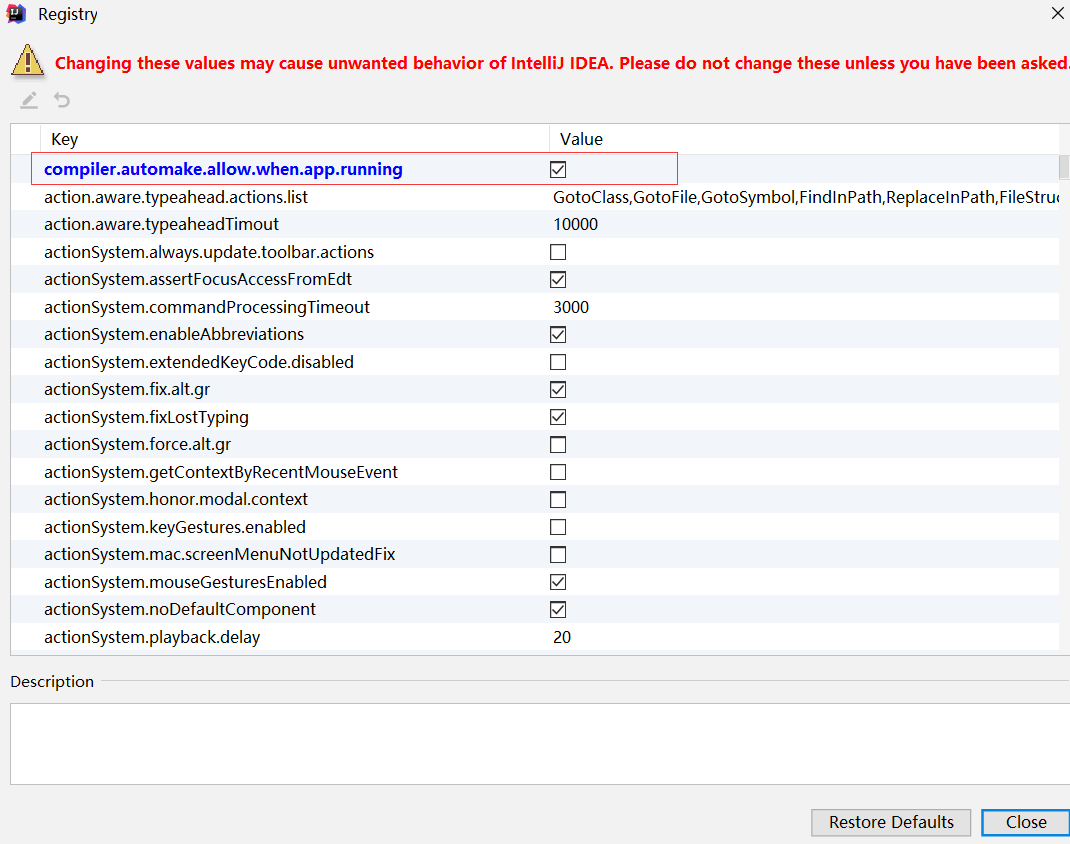 Registry
Changing these values may cause unwanted behavior of IntelliJ IDEA. Please do not change these unless you have been asked.
Key Value
compiler.automake.allow.when.app.running
action.aware.typeahead.actions.list GotoClass,GotoFile,GotoSymbol,FindInPath,ReplaceInPath,FileStruc
action.aware.typeaheadTimout 10000
actionSystem.always.update.toolbar.actions
actionSystem.assertFocusAccessFromEdt
actionSystem.commandProcessingTimeout 3000
actionSystem.enableAbbreviations
actionSystem.extendedKeyCode.disabled
actionSystem.fix.alt.gr
actionSystem.fixLostTyping
actionSystem.force.alt.gr
actionSystem.getContextByRecentMouseEvent
actionSystem.honor.modal.context
actionSystem.keyGestures.enabled
actionSystem.mac.screenMenuNotUpdatedFix
actionSystem.mouseGesturesEnabled
actionSystem.noDefaultComponent
actionSystem.playback.delay 20
Description
Restore Defaults Close